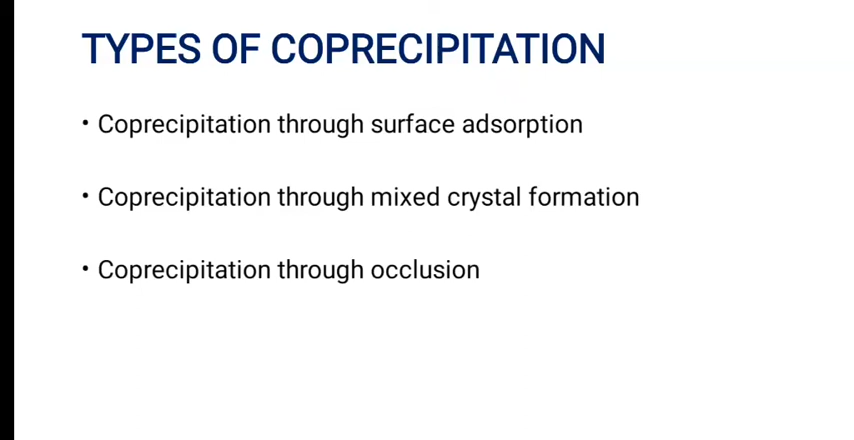 TYPES OF COPRECIPITATION
• Coprecipitation through surface adsorption
• Coprecipitation through mixed crystal formation
• Coprecipitation through occlusion